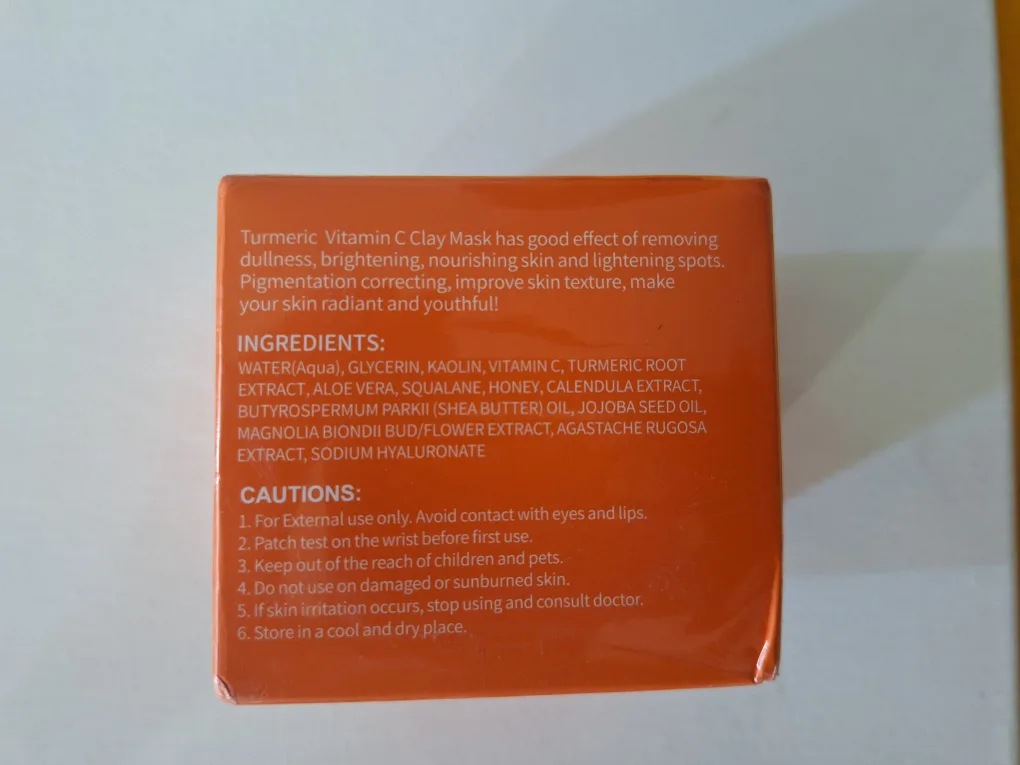 Turmeric Vitamin C Clay Mask has good effect of removing
dullness, brightening, nourishing skin and lightening spots.
Pigmentation correcting, improve skin texture, make
your skin radiant and youthful!
INGREDIENTS:
WATER(Aqua), GLYCERIN, KAOLIN, VITAMIN C, TURMERIC ROOT
EXTRACT, ALOE VERA, SQUALANE, HONEY, CALENDULA EXTRACT,
BUTYROSPERMUM PARKII (SHEA BUTTER) OIL, JOJOBA SEED OIL,
MAGNOLIA BIONDII BUD/FLOWER EXTRACT, AGASTACHE RUGOSA
EXTRACT, SODIUM HYALURONATE
CAUTIONS:
1. For External use only. Avoid contact with eyes and lips.
2. Patch test on the wrist before first use.
3. Keep out of the reach of children and pets.
4. Do not use on damaged or sunburned skin.
5. If skin irritation occurs, stop using and consult doctor.
6. Store in a cool and dry place.